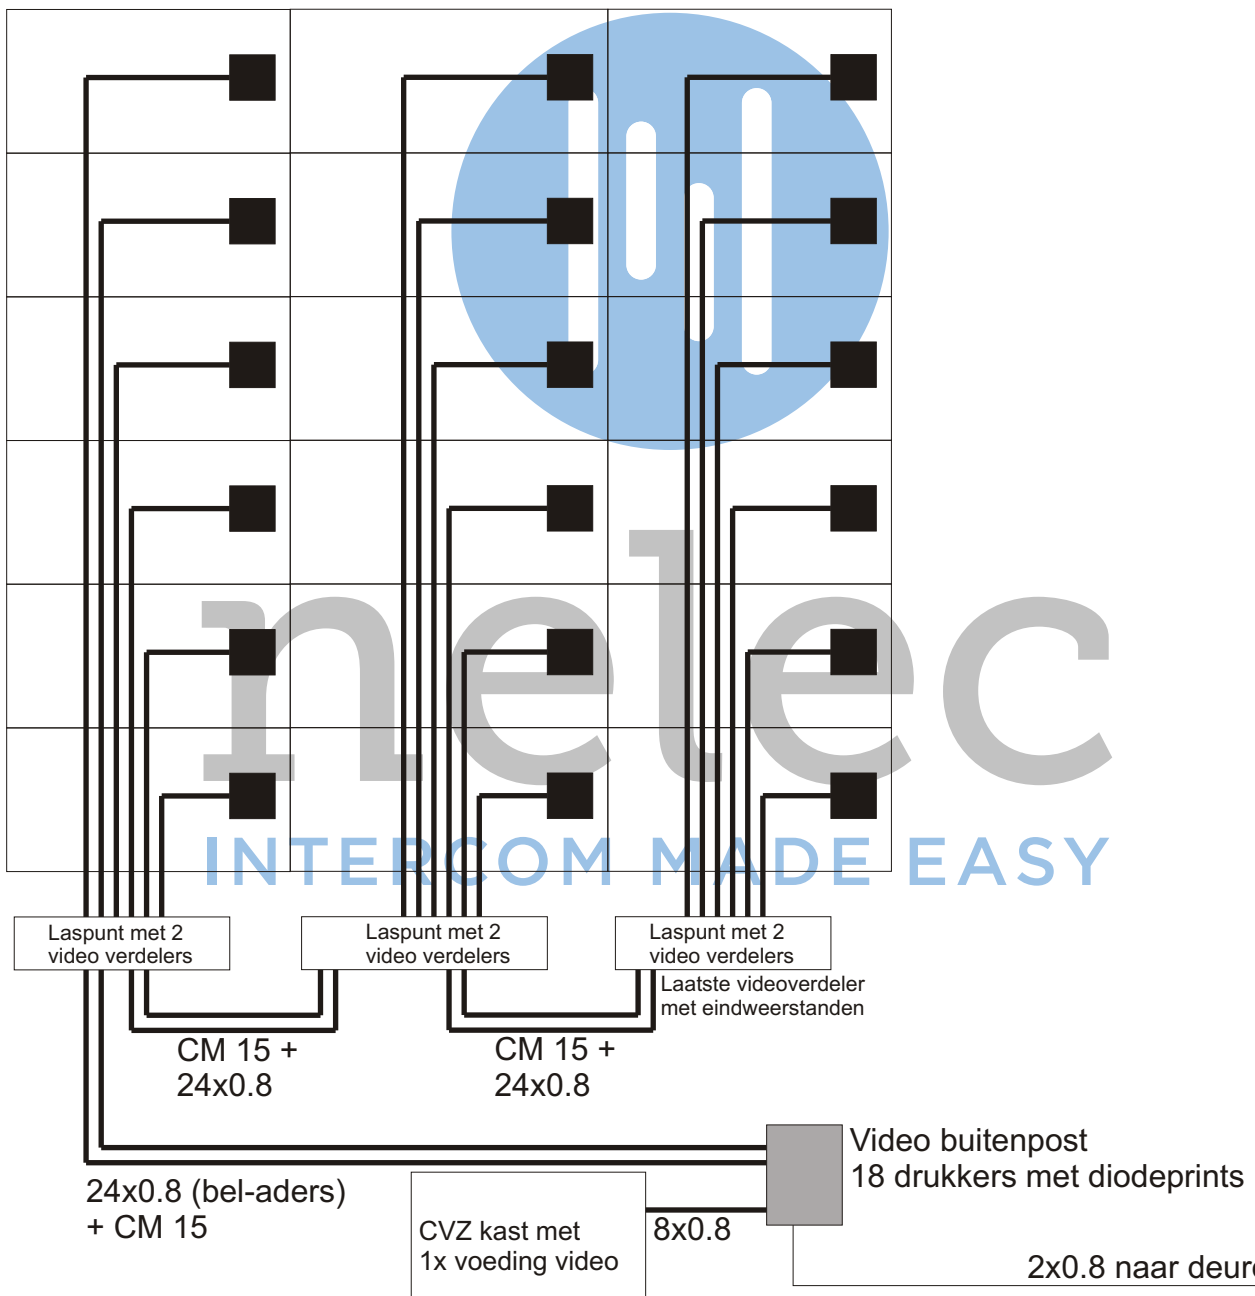 nelec
INTERCOM MADE EASY
Laspunt met 2
video verdelers
Laspunt met 2
video verdelers
Laspunt met 2
video verdelers
Laatste videoverdeler
met eindweerstanden
CM 15 +
24x0.8
CM 15 +
24x0.8
Video buitenpost
18 drukkers met diodeprints
24x0.8 (bel-aders)
+ CM 15
CVZ kast met
1x voeding video
8x0.8
2x0.8 naar